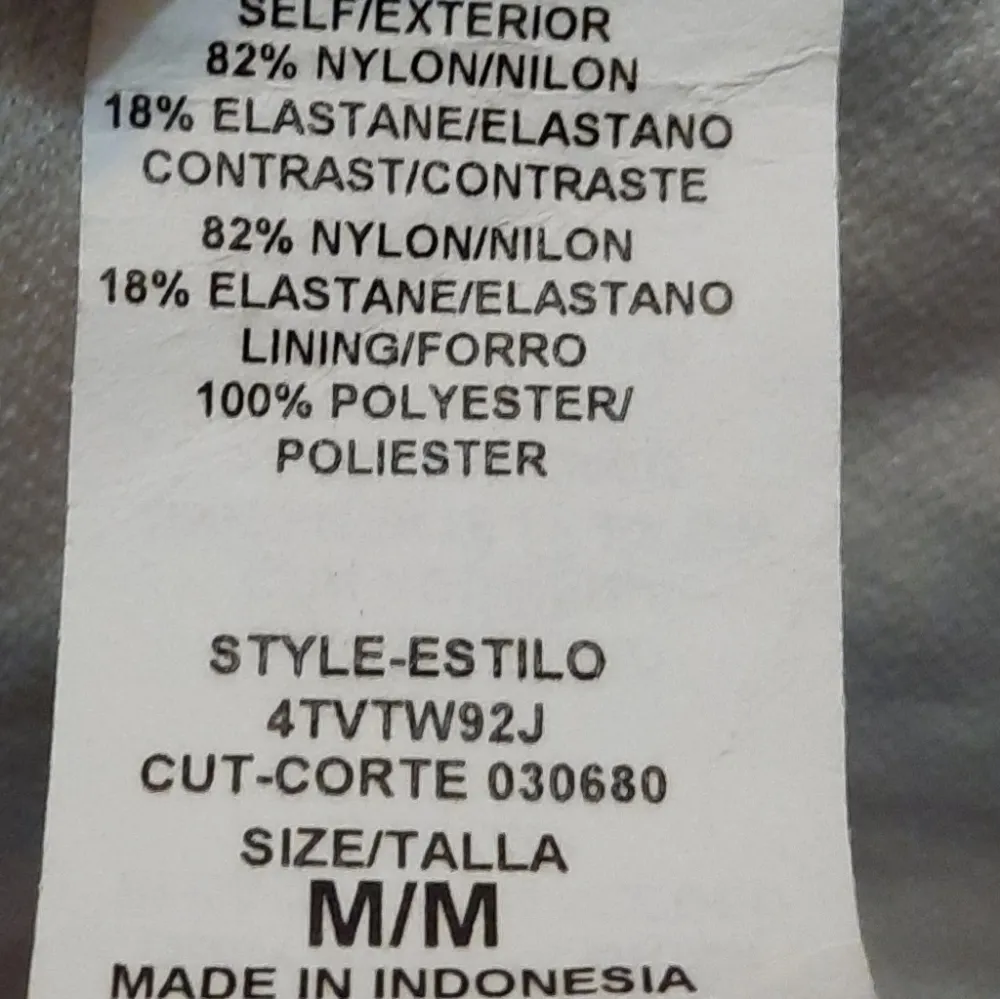 SELF/EXTERIOR
82% NYLON/NILON
18% ELASTANE/ELASTANO
CONTRAST/CONTRASTE
82% NYLON/NILON
18% ELASTANE/ELASTANO
LINING/FORRO
100% POLYESTER/
POLIESTER
STYLE-ESTILO
4TVTW92J
CUT-CORTE 030680
SIZE/TALLA
M/M
MADE IN INDONESIA